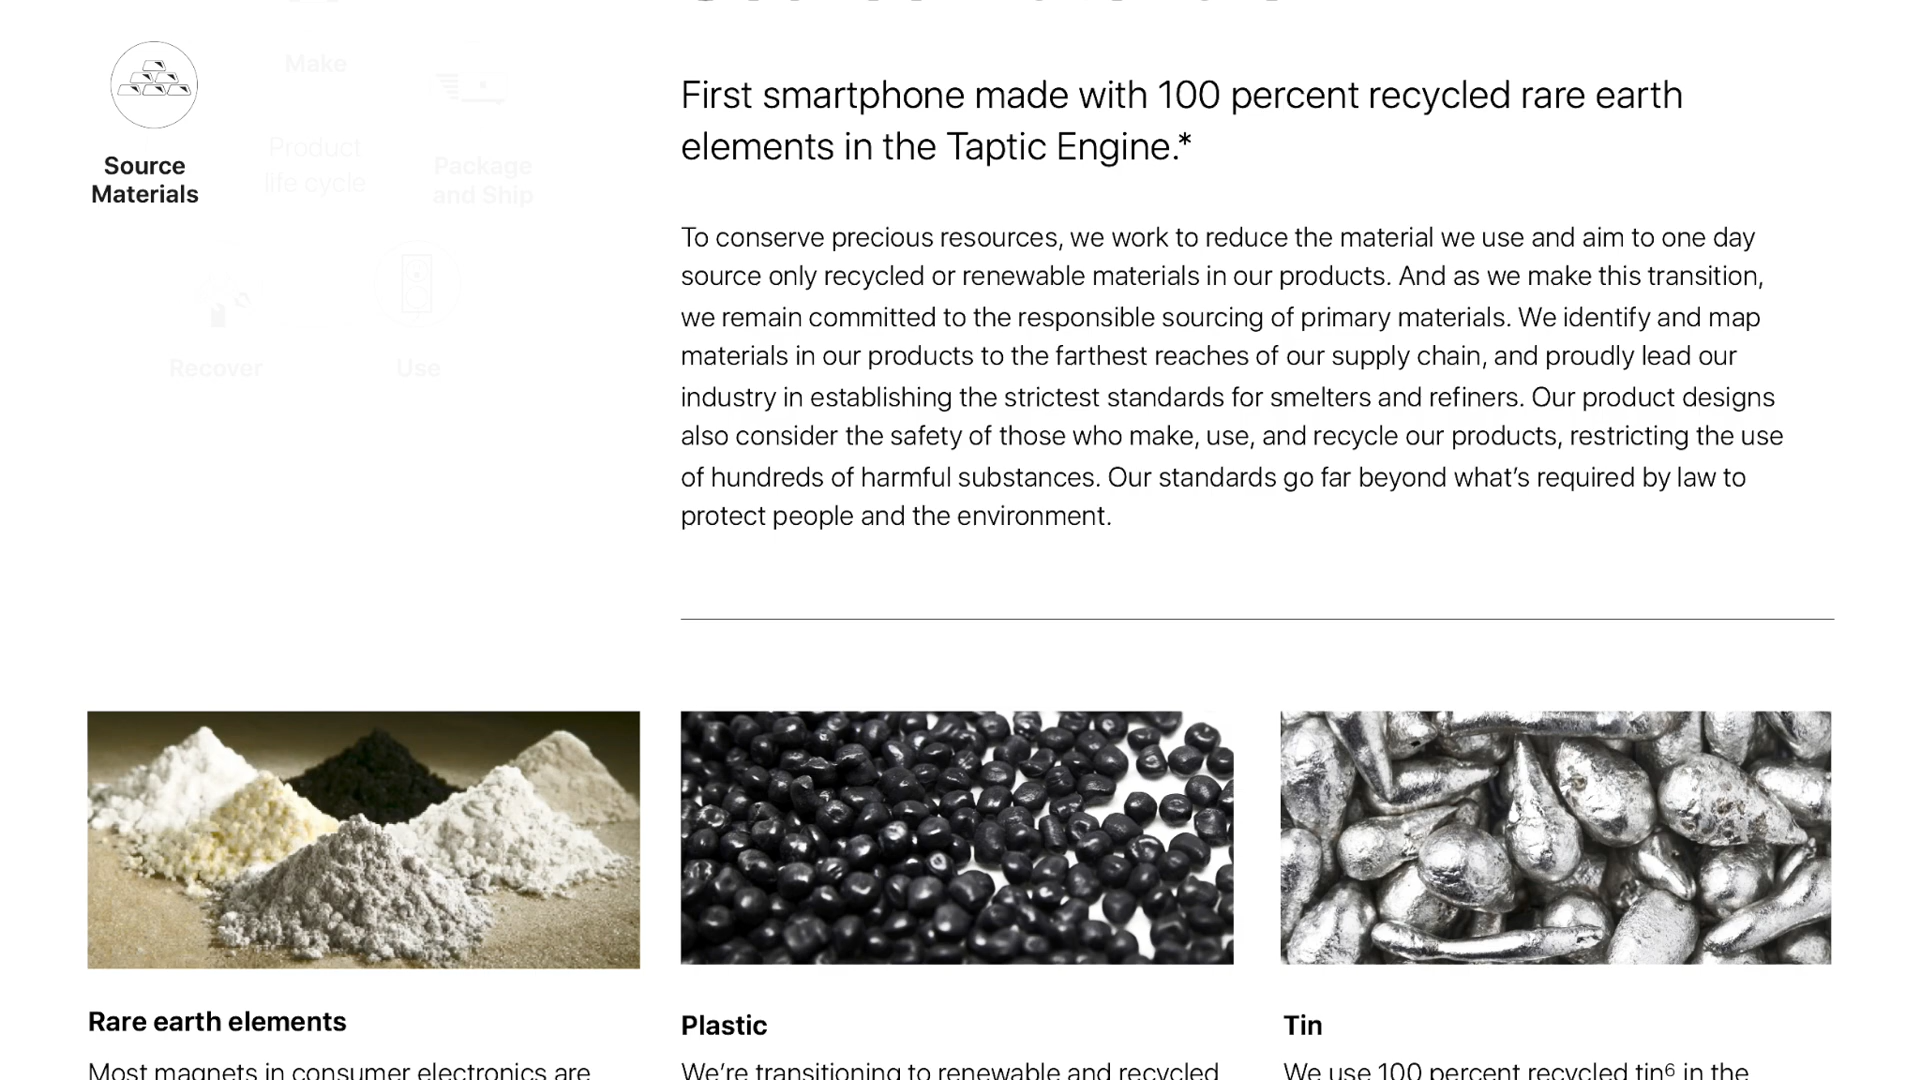 Source
Materials
Make
Product
life cycle
Package
and Ship
Recover
Use
First smartphone made with 100 percent recycled rare earth
elements in the Taptic Engine.*
To conserve precious resources, we work to reduce the material we use and aim to one day
source only recycled or renewable materials in our products. And as we make this transition,
we remain committed to the responsible sourcing of primary materials. We identify and map
materials in our products to the farthest reaches of our supply chain, and proudly lead our
industry in establishing the strictest standards for smelters and refiners. Our product designs
also consider the safety of those who make, use, and recycle our products, restricting the use
of hundreds of harmful substances. Our standards go far beyond what’s required by law to
protect people and the environment.
Rare earth elements
Most magnets in consumer electronics are
Plastic
We’re transitioning to renewable and recycled
Tin
We use 100 percent recycled tin⁶ in the